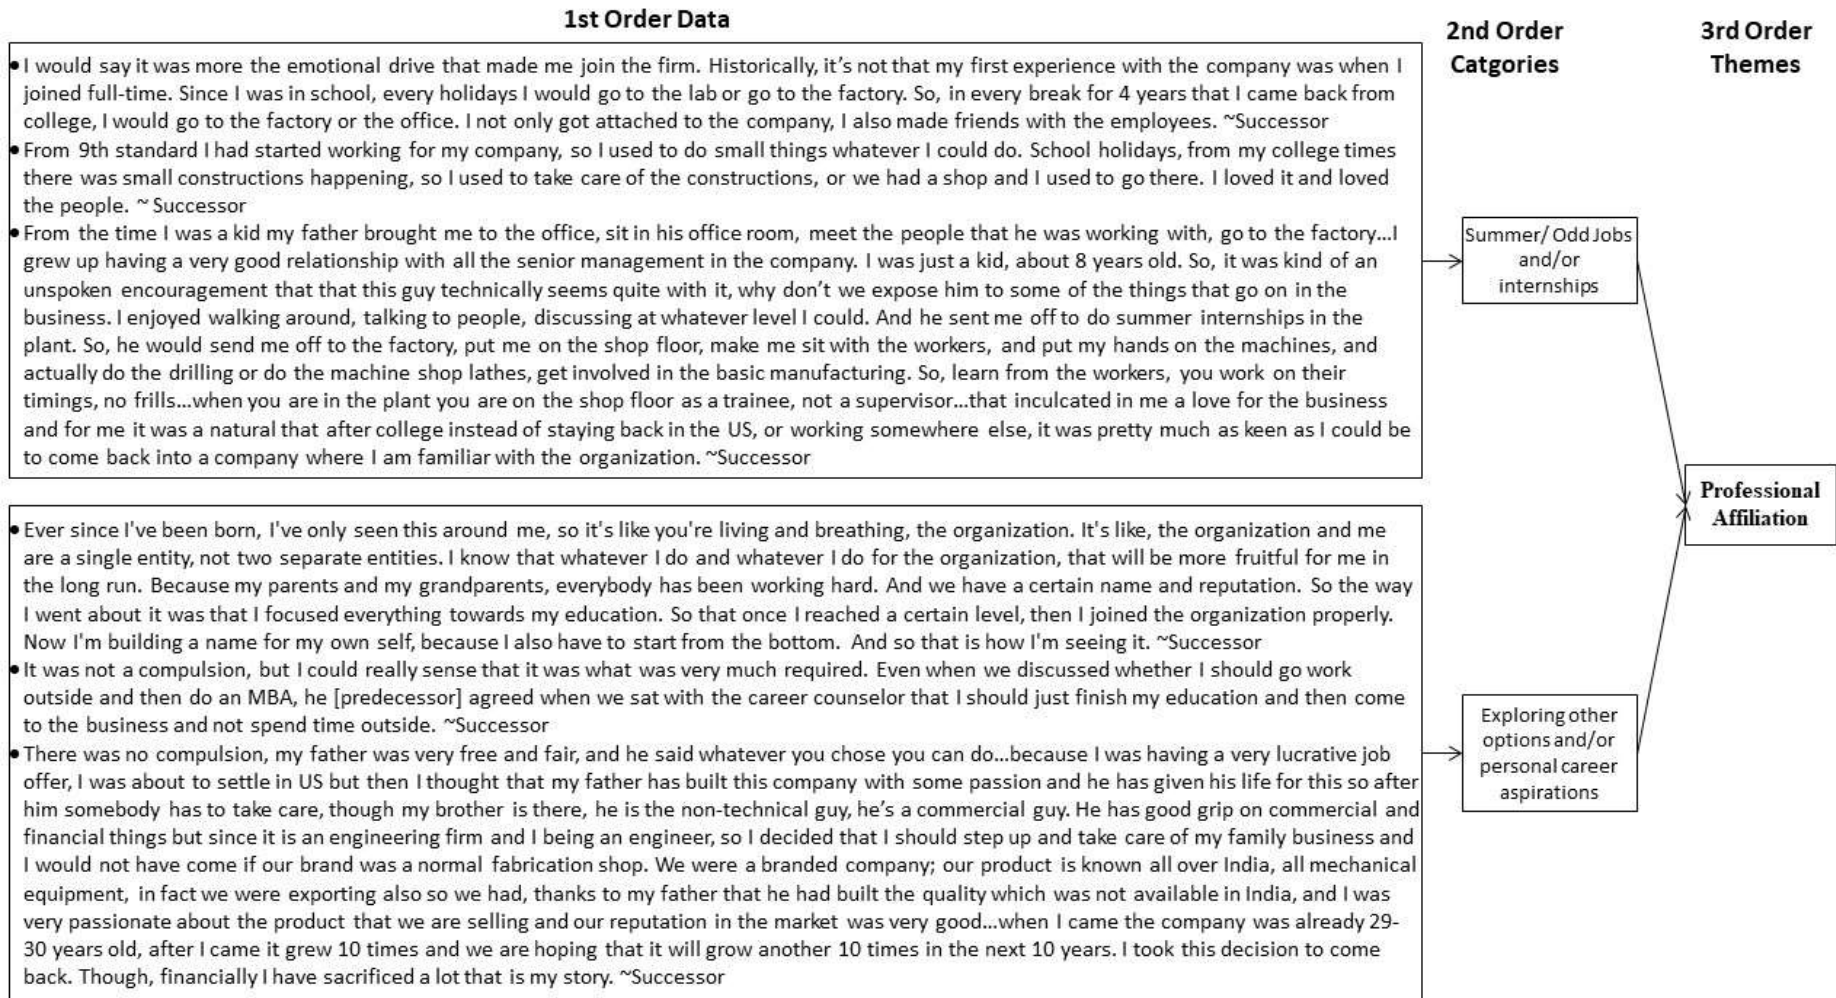 1st Order Data
2nd Order
Catgories
3rd Order
Themes
•I would say it was more the emotional drive that made me join the firm. Historically, it’s not that my first experience with the company was when I
joined full-time. Since I was in school, every holidays I would go to the lab or go to the factory. So, in every break for 4 years that I came back from
college, I would go to the factory or the office. I not only got attached to the company, I also made friends with the employees. ~Successor
•From 9th standard I had started working for my company, so I used to do small things whatever I could do. School holidays, from my college times
there was small constructions happening, so I used to take care of the constructions, or we had a shop and I used to go there. I loved it and loved
the people. ~ Successor
•From the time I was a kid my father brought me to the office, sit in his office room, meet the people that he was working with, go to the factory...I
grew up having a very good relationship with all the senior management in the company. I was just a kid, about 8 years old. So, it was kind of an
unspoken encouragement that that this guy technically seems quite with it, why don’t we expose him to some of the things that go on in the
business. I enjoyed walking around, talking to people, discussing at whatever level I could. And he sent me off to do summer internships in the
plant. So, he would send me off to the factory, put me on the shop floor, make me sit with the workers, and put my hands on the machines, and
actually do the drilling or do the machine shop lathes, get involved in the basic manufacturing. So, learn from the workers, you work on their
timings, no frills...when you are in the plant you are on the shop floor as a trainee, not a supervisor...that inculcated in me a love for the business
and for me it was a natural that after college instead of staying back in the US, or working somewhere else, it was pretty much as keen as I could be
to come back into a company where I am familiar with the organization. ~Successor
Summer/ Odd Jobs
and/or
internships
Professional
Affiliation
•Ever since I've been born, I've only seen this around me, so it's like you're living and breathing, the organization. It's like, the organization and me
are a single entity, not two separate entities. I know that whatever I do and whatever I do for the organization, that will be more fruitful for me in
the long run. Because my parents and my grandparents, everybody has been working hard. And we have a certain name and reputation. So the way
I went about it was that I focused everything towards my education. So that once I reached a certain level, then I joined the organization properly.
Now I'm building a name for my own self, because I also have to start from the bottom. And so that is how I'm seeing it. ~Successor
•It was not a compulsion, but I could really sense that it was what was very much required. Even when we discussed whether I should go work
outside and then do an MBA, he [predecessor] agreed when we sat with the career counselor that I should just finish my education and then come
to the business and not spend time outside. ~Successor
•There was no compulsion, my father was very free and fair, and he said whatever you chose you can do...because I was having a very lucrative job
offer, I was about to settle in US but then I thought that my father has built this company with some passion and he has given his life for this so after
him somebody has to take care, though my brother is there, he is the non-technical guy, he’s a commercial guy. He has good grip on commercial and
financial things but since it is an engineering firm and I being an engineer, so I decided that I should step up and take care of my family business and
I would not have come if our brand was a normal fabrication shop. We were a branded company; our product is known all over India, all mechanical
equipment, in fact we were exporting also so we had, thanks to my father that he had built the quality which was not available in India, and I was
very passionate about the product that we are selling and our reputation in the market was very good...when I came the company was already 29-
30 years old, after I came it grew 10 times and we are hoping that it will grow another 10 times in the next 10 years. I took this decision to come
back. Though, financially I have sacrificed a lot that is my story. ~Successor
Exploring other
options and/or
personal career
aspirations